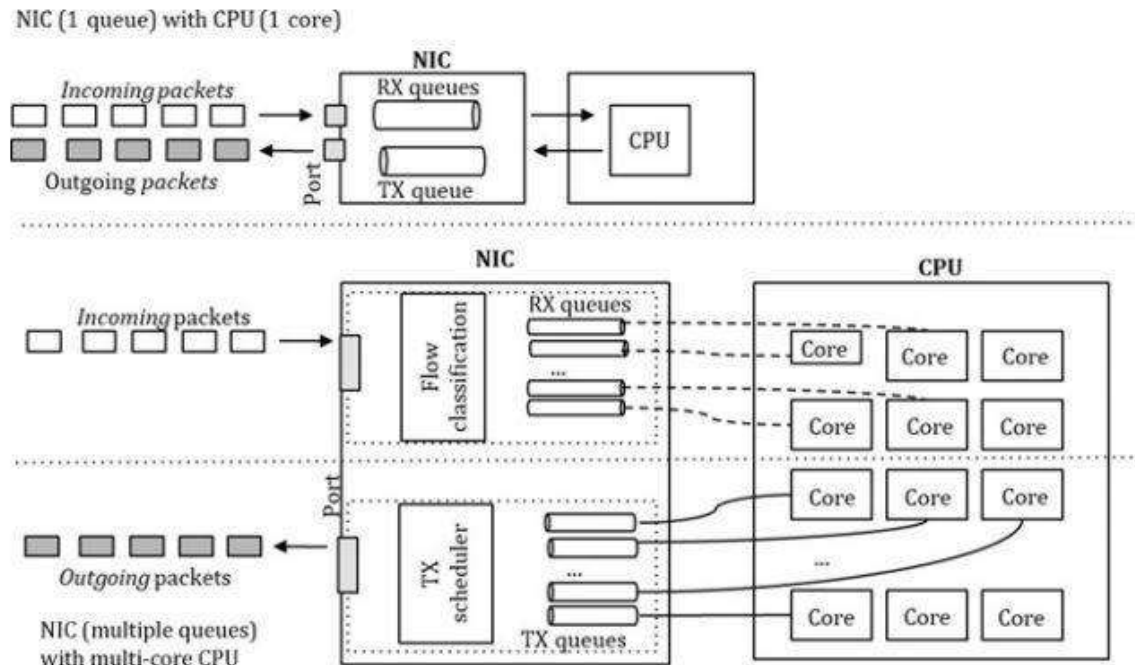 NIC (1 queue) with CPU (1 core)
NIC
Incoming packets
RX queues
CPU
Outgoing packets
Port
TX queue
NIC
CPU
Incoming packets
Flow
classification
RX queues
...
Core
Core
Core
Core
Core
Core
Port
Core
Core
Core
TX
scheduler
...
...
Outgoing packets
TX queues
Core
Core
Core
NIC (multiple queues)
with multi-core CPU